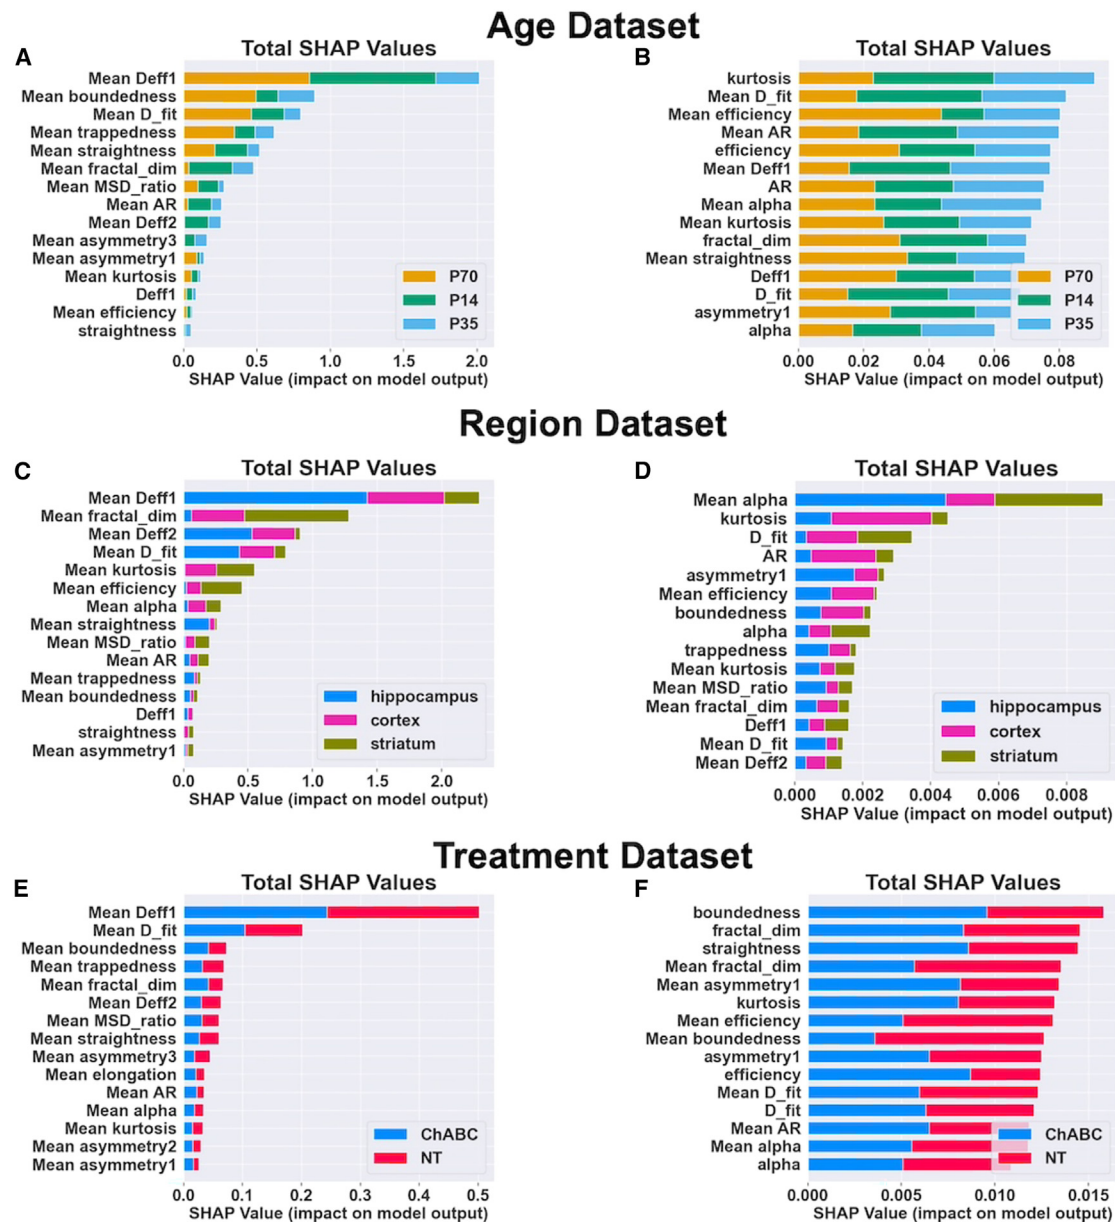 Age Dataset
A
Total SHAP Values
Mean Deff1
Mean boundedness
Mean D_fit
Mean trappedness
Mean straightness
Mean fractal_dim
Mean MSD_ratio
Mean AR
Mean Deff2
Mean asymmetry3
Mean asymmetry1
Mean kurtosis
Deff1
Mean efficiency
straightness
P70
P14
P35
0.0 0.5 1.0 1.5 2.0
SHAP Value (impact on model output)
B
Total SHAP Values
kurtosis
Mean D_fit
Mean efficiency
Mean AR
efficiency
Mean Deff1
AR
Mean alpha
Mean kurtosis
fractal_dim
Mean straightness
Deff1
D_fit
asymmetry1
alpha
P70
P14
P35
0.00 0.02 0.04 0.06 0.08
SHAP Value (impact on model output)
Region Dataset
C
Total SHAP Values
Mean Deff1
Mean fractal_dim
Mean Deff2
Mean D_fit
Mean kurtosis
Mean efficiency
Mean alpha
Mean straightness
Mean MSD_ratio
Mean AR
Mean trappedness
Mean boundedness
Deff1
straightness
Mean asymmetry1
hippocampus
cortex
striatum
0.0 0.5 1.0 1.5 2.0
SHAP Value (impact on model output)
D
Total SHAP Values
Mean alpha
kurtosis
D_fit
AR
asymmetry1
Mean efficiency
boundedness
alpha
trappedness
Mean kurtosis
Mean MSD_ratio
Mean fractal_dim
Deff1
Mean D_fit
Mean Deff2
hippocampus
cortex
striatum
0.000 0.002 0.004 0.006 0.008
SHAP Value (impact on model output)
Treatment Dataset
E
Total SHAP Values
Mean Deff1
Mean D_fit
Mean boundedness
Mean trappedness
Mean fractal_dim
Mean Deff2
Mean MSD_ratio
Mean straightness
Mean asymmetry3
Mean elongation
Mean AR
Mean alpha
Mean kurtosis
Mean asymmetry2
Mean asymmetry1
ChABC
NT
0.0 0.1 0.2 0.3 0.4 0.5
SHAP Value (impact on model output)
F
Total SHAP Values
boundedness
fractal_dim
straightness
Mean fractal_dim
Mean asymmetry1
kurtosis
Mean efficiency
Mean boundedness
asymmetry1
efficiency
Mean D_fit
D_fit
Mean AR
Mean alpha
alpha
ChABC
NT
0.000 0.005 0.010 0.015
SHAP Value (impact on model output)